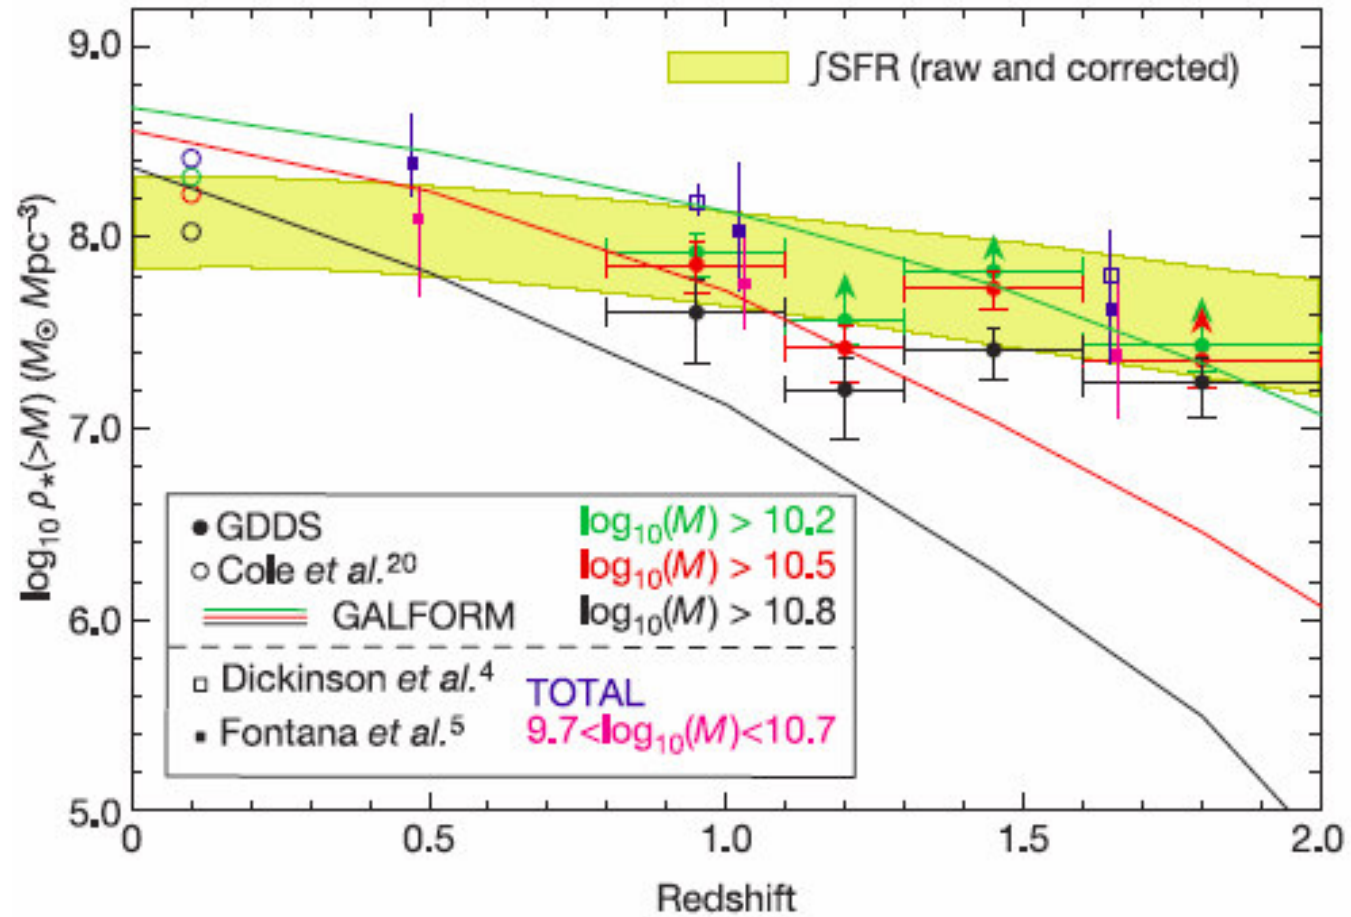 ∫SFR (raw and corrected)
9.0
8.0
7.0
6.0
5.0
log₁₀ ρ⋆(>M) (M⊙ Mpc⁻³)
GDDS log₁₀(M) > 10.2
Cole et al.²⁰ log₁₀(M) > 10.5
GALFORM log₁₀(M) > 10.8
Dickinson et al.⁴ TOTAL
Fontana et al.⁵ 9.7<log₁₀(M)<10.7
0 0.5 1.0 1.5 2.0
Redshift